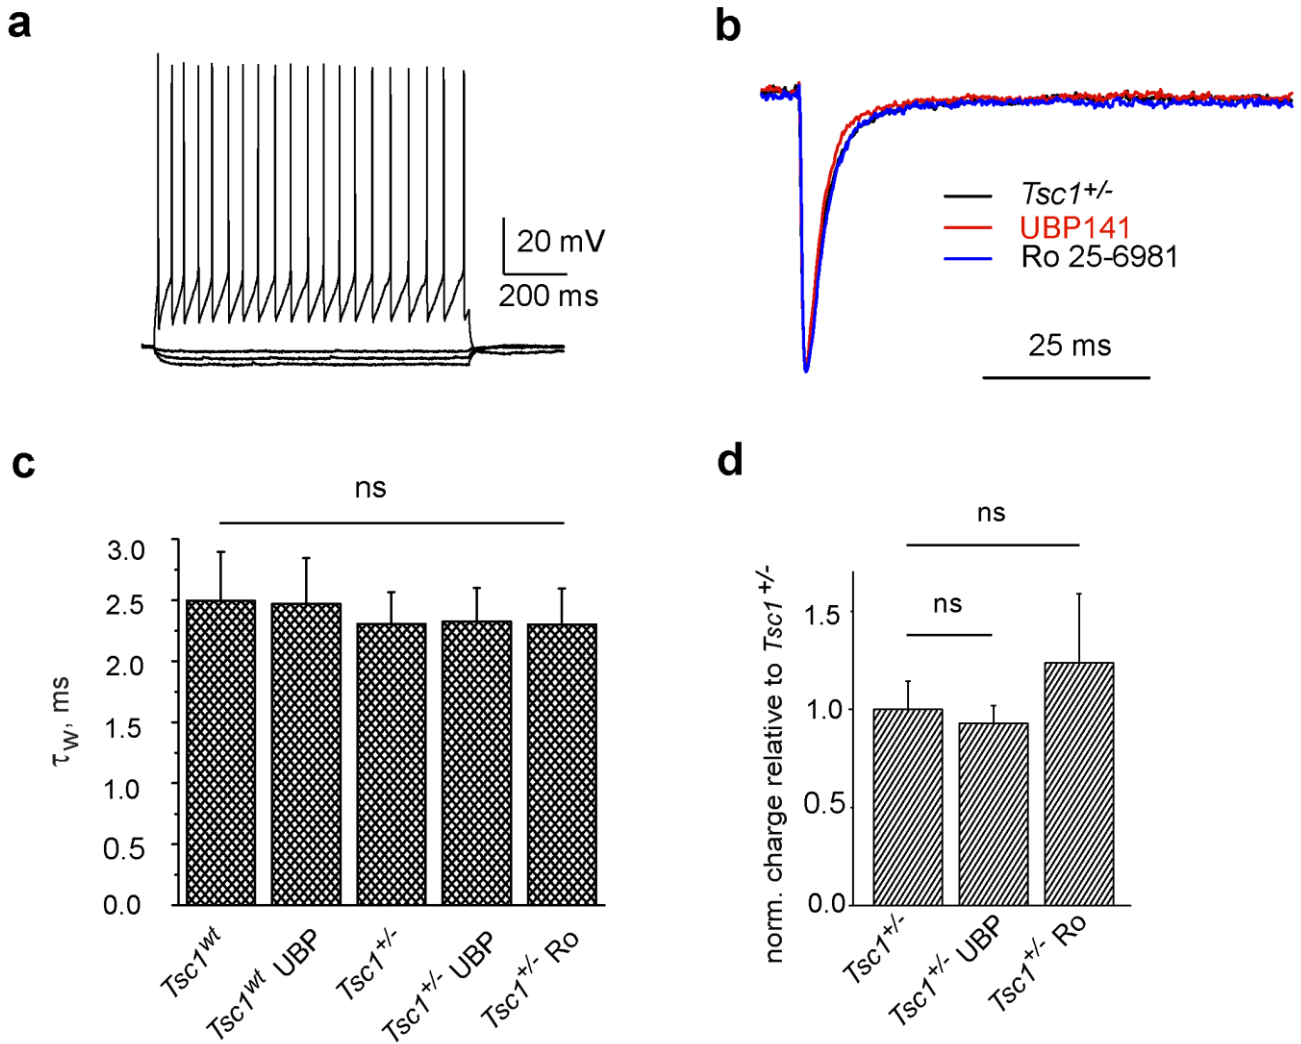 a
20 mV
200 ms
b
Tsc1+/-
UBP141
Ro 25-6981
25 ms
c
ns
3.0
2.5
2.0
1.5
1.0
0.5
0.0
τw, ms
Tsc1wt
Tsc1wt UBP
Tsc1+/-
Tsc1+/- UBP
Tsc1+/- Ro
d
ns
ns
1.5
1.0
0.5
0.0
norm. charge relative to Tsc1+/-
Tsc1+/-
Tsc1+/- UBP
Tsc1+/- Ro